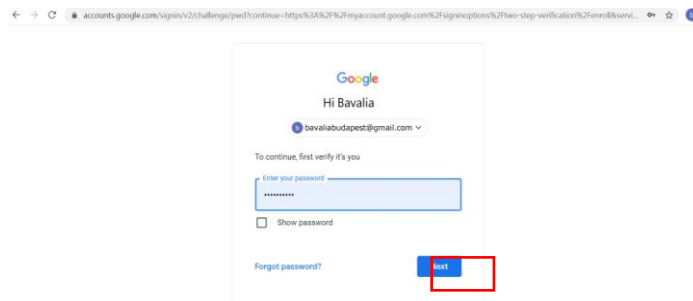 accounts.google.com/signin/v2/challenge/pwd?continue=https%3A%2F%2Fmyaccount.google.com%2Fsigninoptions%2Ftwo-step-verification%2Fenroll&servi...
Google
Hi Bavalia
b bavaliabudapest@gmail.com
To continue, first verify it's you
Enter your password
••••••••••
Show password
Forgot password?
Next